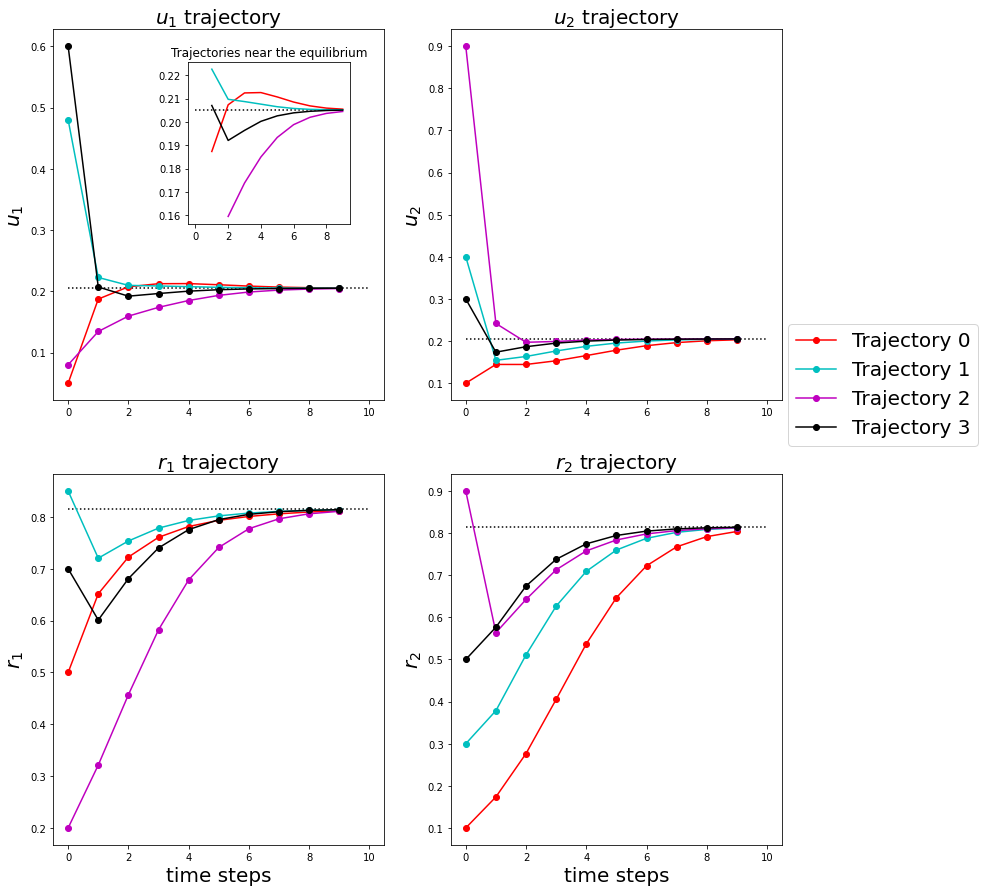 u₁ trajectory
0.6
0.5
0.4
0.3
0.2
0.1
u₁
0 2 4 6 8 10
Trajectories near the equilibrium
0.22
0.21
0.20
0.19
0.18
0.17
0.16
0 2 4 6 8
u₂ trajectory
0.9
0.8
0.7
0.6
0.5
0.4
0.3
0.2
0.1
u₂
0 2 4 6 8 10
Trajectory 0
Trajectory 1
Trajectory 2
Trajectory 3
r₁ trajectory
0.8
0.7
0.6
0.5
0.4
0.3
0.2
r₁
0 2 4 6 8 10
time steps
r₂ trajectory
0.9
0.8
0.7
0.6
0.5
0.4
0.3
0.2
0.1
r₂
0 2 4 6 8 10
time steps